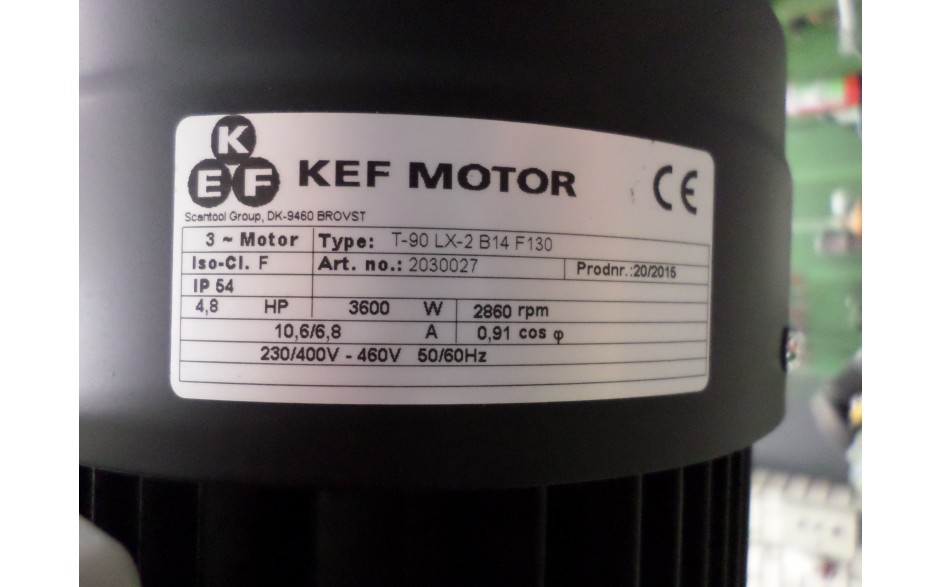 K
EF
KEF MOTOR CE
Scantool Group, DK-9460 BROVST
3 ~ Motor Type: T-90 LX-2 B14 F130
Iso-Cl. F Art. no.: 2030027 Prodnr.:20/2015
IP 54
4,8 HP 3600 W 2860 rpm
10,6/6,8 A 0,91 cos φ
230/400V - 460V 50/60Hz